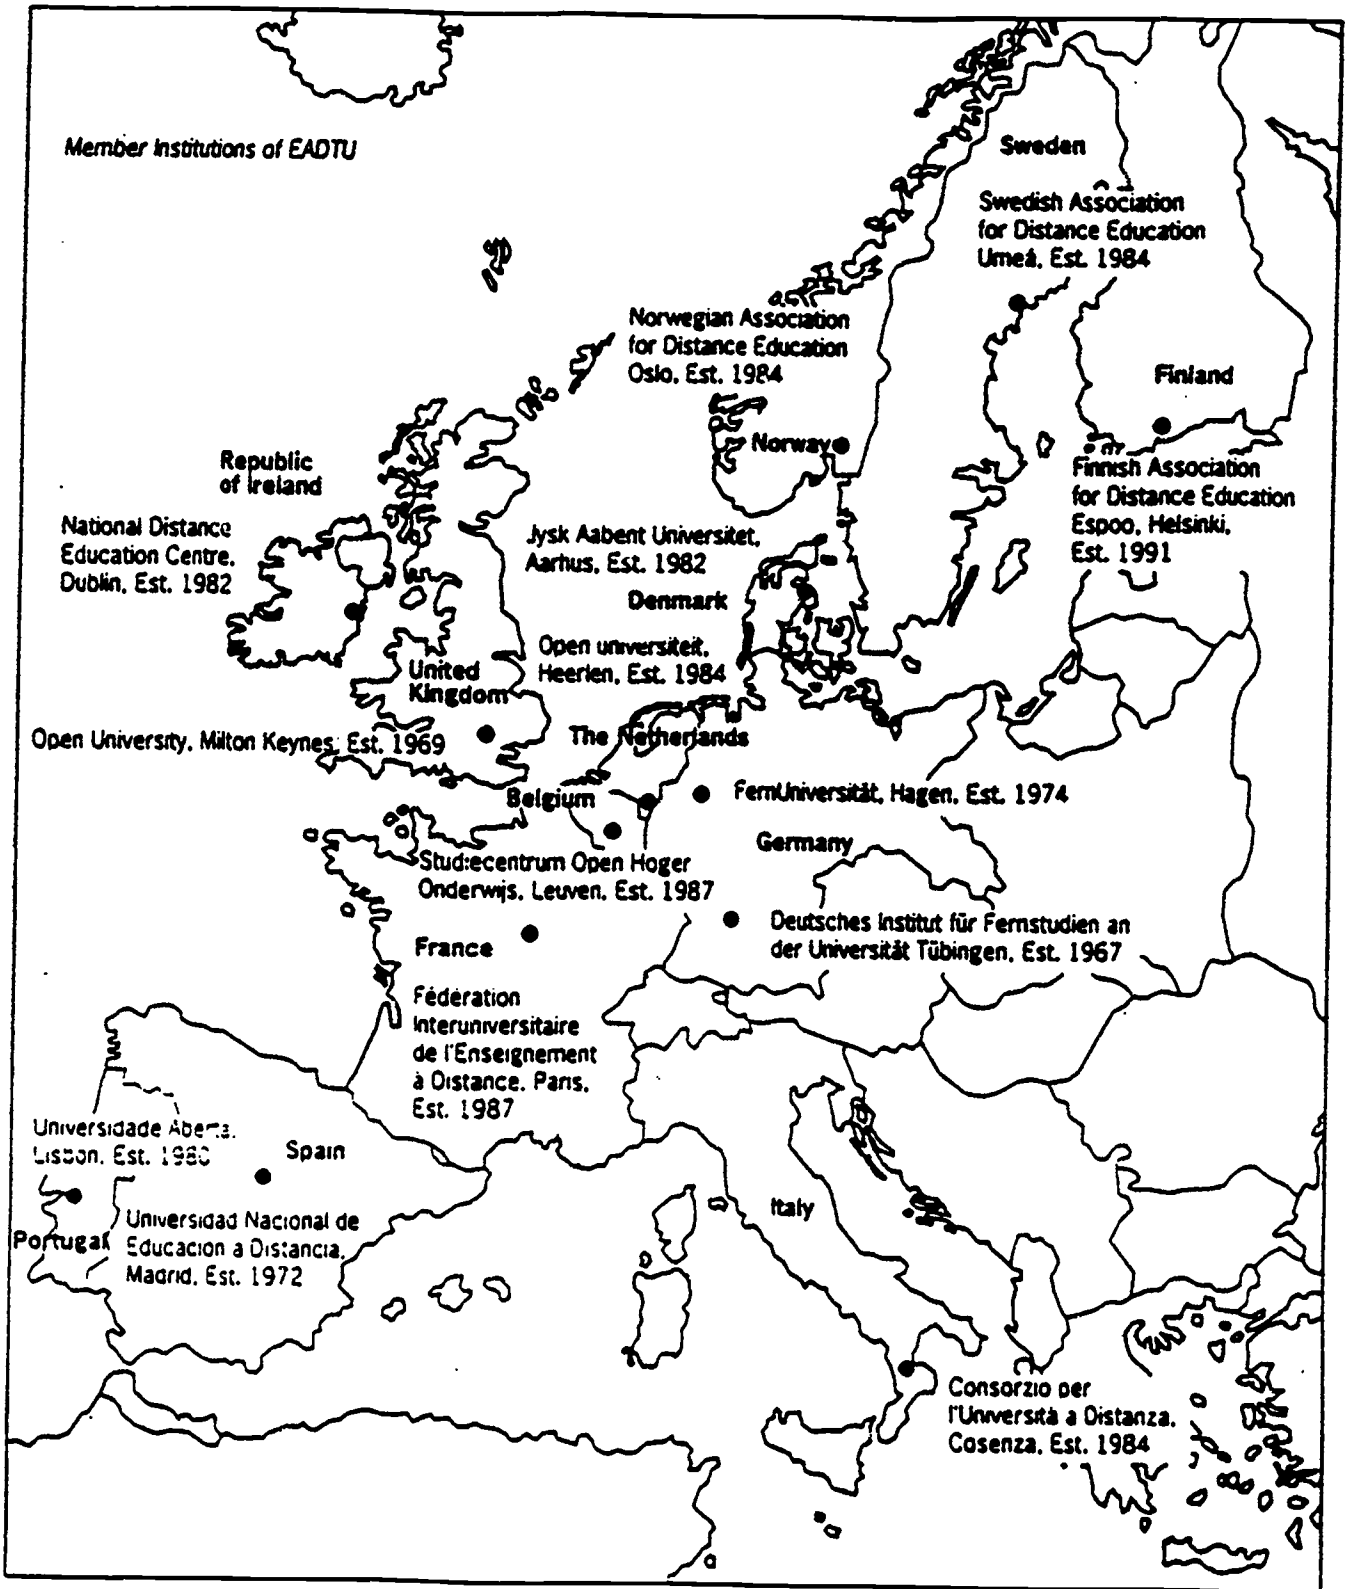 Member Institutions of EADTU
Sweden
Swedish Association
for Distance Education
Umeå, Est. 1984
Norwegian Association
for Distance Education
Oslo, Est. 1984
Finland
Norway
Finnish Association
for Distance Education
Espoo, Helsinki,
Est. 1991
Republic
of Ireland
National Distance
Education Centre,
Dublin, Est. 1982
Jysk Aabent Universitet,
Aarhus, Est. 1982
Denmark
Open universiteit,
Heerlen, Est. 1984
United
Kingdom
Open University, Milton Keynes, Est. 1969
The Netherlands
Belgium
FernUniversität, Hagen, Est. 1974
Germany
Studiecentrum Open Hoger
Onderwijs, Leuven, Est. 1987
Deutsches Institut für Fernstudien an
der Universität Tübingen, Est. 1967
France
Fédération
Interuniversitaire
de l'Enseignement
à Distance, Paris,
Est. 1987
Universidade Aberta,
Lisbon, Est. 1980
Spain
Portugal
Universidad Nacional de
Educación a Distancia,
Madrid, Est. 1972
Italy
Consorzio per
l'Università a Distanza,
Cosenza, Est. 1984